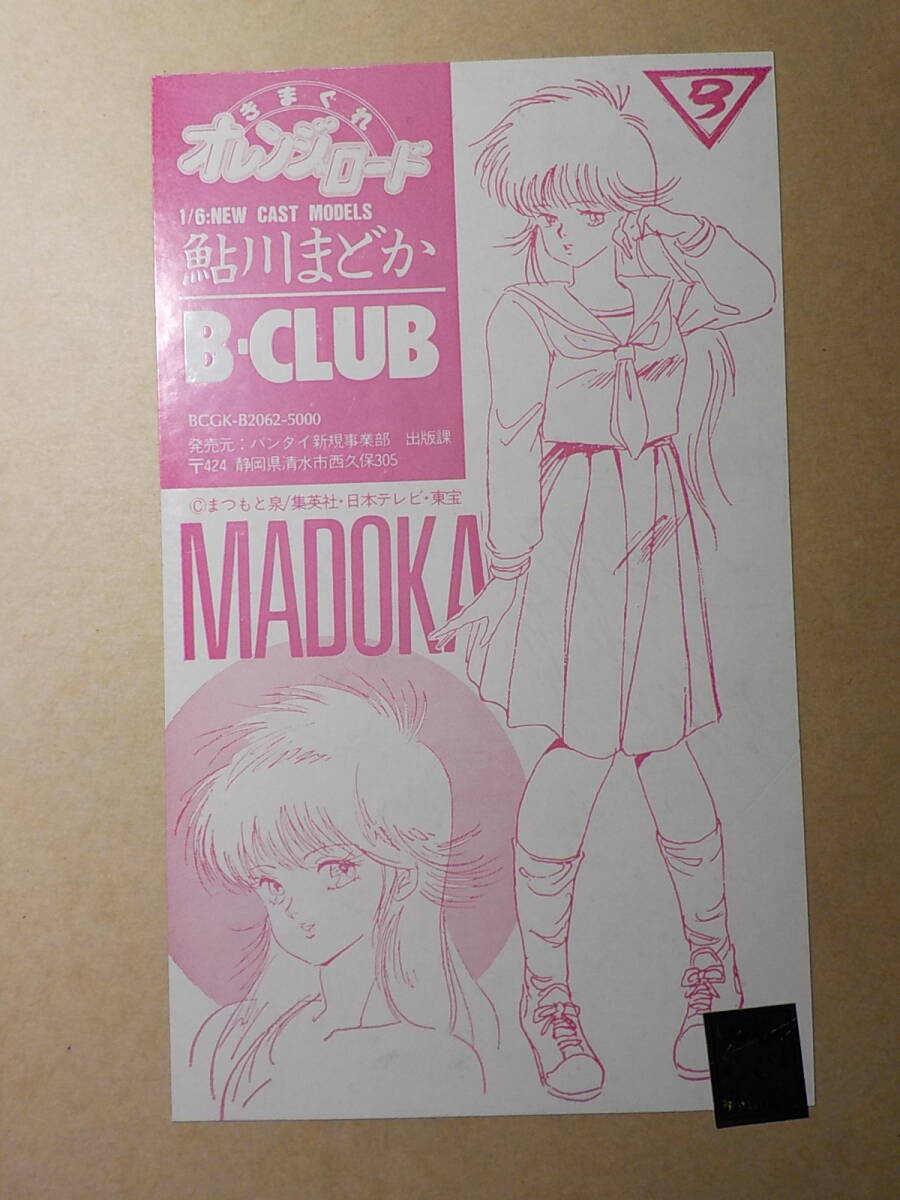 きまぐれ
オレンジ☆ロード
1/6:NEW CAST MODELS
鮎川まどか
B-CLUB
BCGK-B2062-5000
発売元：バンダイ新規事業部　出版課
〒424 静岡県清水市西久保305
©まつもと泉/集英社・日本テレビ・東宝
MADOKA
3